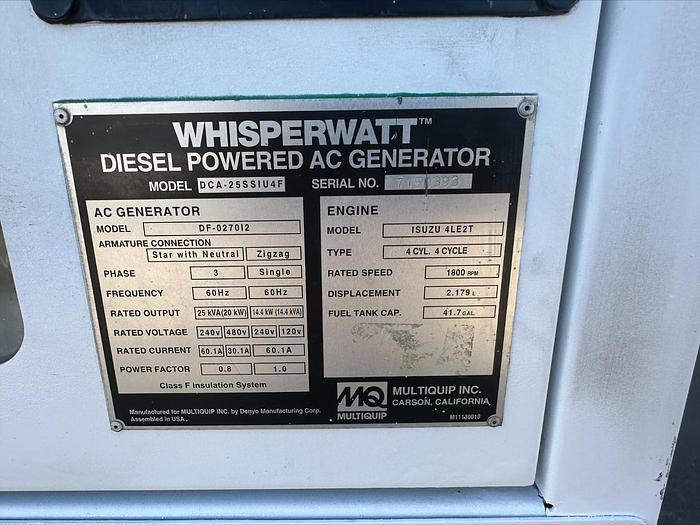 WHISPERWATT™
DIESEL POWERED AC GENERATOR
MODEL DCA-25SSIU4F SERIAL NO.
AC GENERATOR
MODEL DF-0270I2
ARMATURE CONNECTION
Star with Neutral Zigzag
PHASE 3 Single
FREQUENCY 60Hz 60Hz
RATED OUTPUT 25 kVA(20 kW) 14.4 kW (14.4 kVA)
RATED VOLTAGE 240v 480v 240v 120v
RATED CURRENT 60.1A 30.1A 60.1A
POWER FACTOR 0.8 1.0
Class F Insulation System
ENGINE
MODEL ISUZU 4LE2T
TYPE 4 CYL. 4 CYCLE
RATED SPEED 1800 RPM
DISPLACEMENT 2.179 L
FUEL TANK CAP. 41.7 GAL.
Manufactured for MULTIQUIP INC. by Denyo Manufacturing Corp.
Assembled in USA.
MQ
MULTIQUIP
MULTIQUIP INC.
CARSON, CALIFORNIA
M11530010